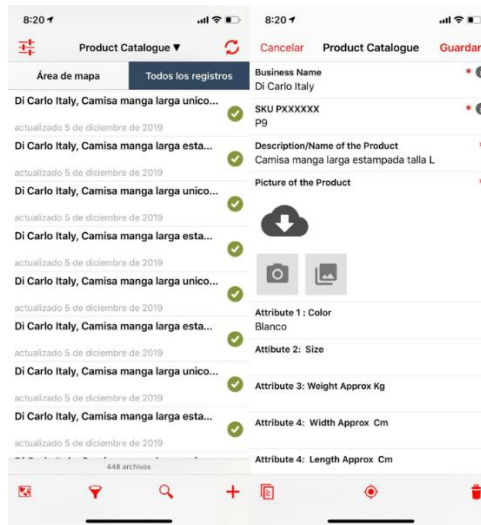 8:20
Product Catalogue ▼
Área de mapa
Todos los registros
Di Carlo Italy, Camisa manga larga unico...
actualizado 5 de diciembre de 2019
Di Carlo Italy, Camisa manga larga esta...
actualizado 5 de diciembre de 2019
Di Carlo Italy, Camisa manga larga unico...
actualizado 5 de diciembre de 2019
Di Carlo Italy, Camisa manga larga esta...
actualizado 5 de diciembre de 2019
Di Carlo Italy, Camisa manga larga unico...
actualizado 5 de diciembre de 2019
Di Carlo Italy, Camisa manga larga esta...
actualizado 5 de diciembre de 2019
Di Carlo Italy, Camisa manga larga unico...
actualizado 5 de diciembre de 2019
Di Carlo Italy, Camisa manga larga esta...
actualizado 5 de diciembre de 2019
448 archivos
8:20
Cancelar
Product Catalogue
Guardar
Business Name *
Di Carlo Italy
SKU PXXXXXX *
P9
Description/Name of the Product
Camisa manga larga estampada talla L
Picture of the Product
Attribute 1 : Color
Blanco
Attibute 2: Size
Attribute 3: Weight Approx Kg
Attribute 4: Width Approx Cm
Attribute 4: Length Approx Cm